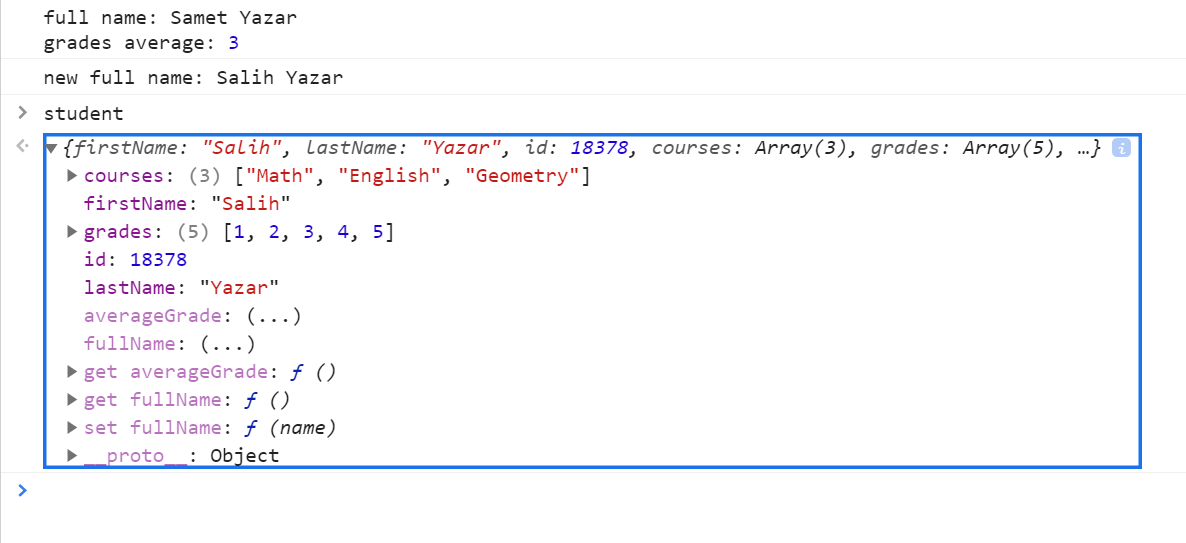 full name: Samet Yazar
grades average: 3
new full name: Salih Yazar
> student
{firstName: "Salih", lastName: "Yazar", id: 18378, courses: Array(3), grades: Array(5), …} i
courses: (3) ["Math", "English", "Geometry"]
firstName: "Salih"
grades: (5) [1, 2, 3, 4, 5]
id: 18378
lastName: "Yazar"
averageGrade: (...)
fullName: (...)
get averageGrade: ƒ ()
get fullName: ƒ ()
set fullName: ƒ (name)
__proto__: Object
>